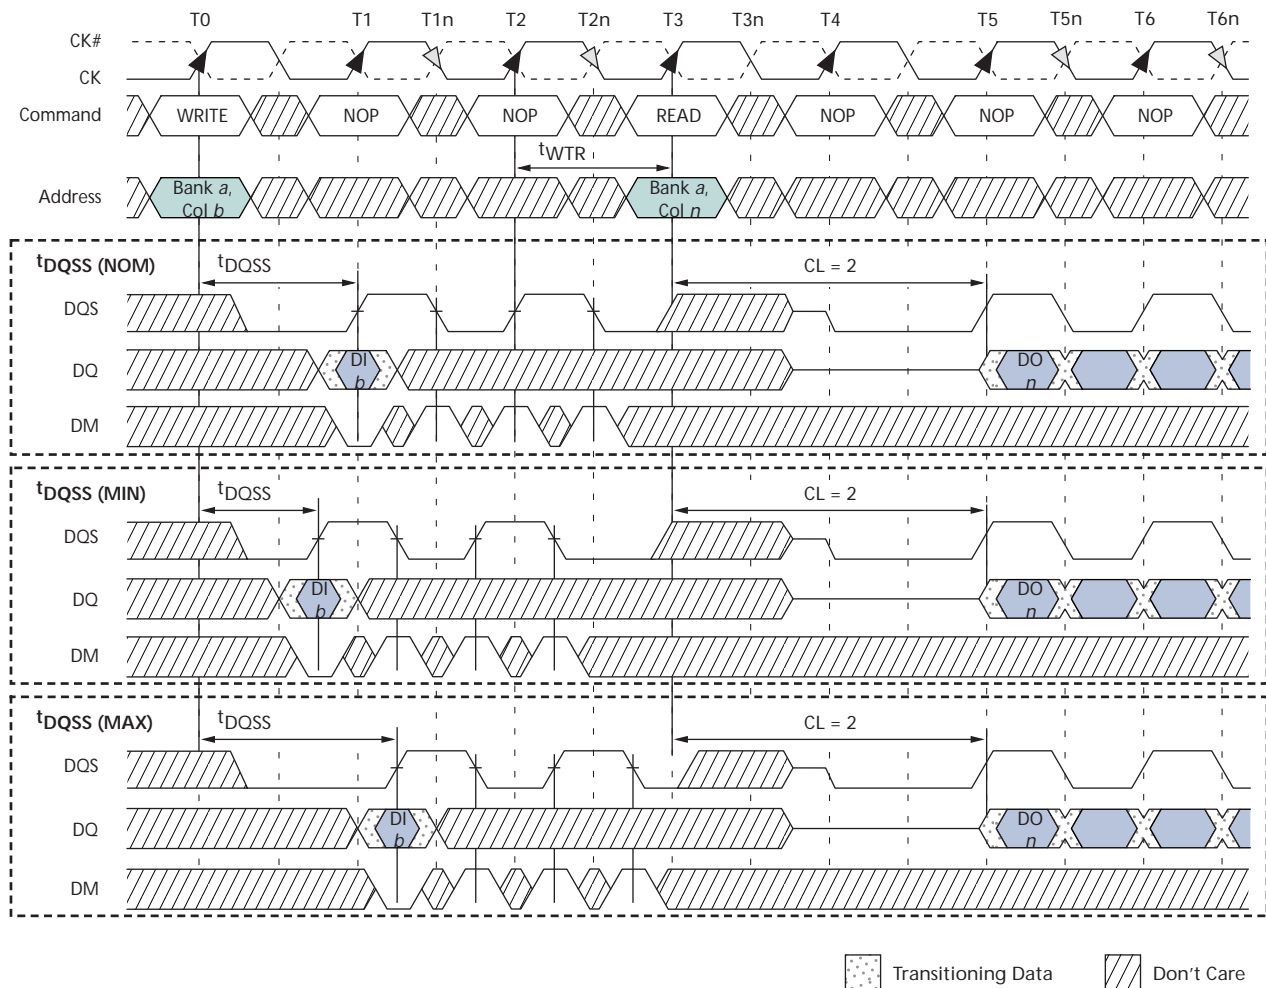 T0 T1 T1n T2 T2n T3 T3n T4 T5 T5n T6 T6n
CK#
CK
Command WRITE NOP NOP READ NOP NOP NOP
tWTR
Address Bank a, Col b Bank a, Col n
tDQSS (NOM) tDQSS CL = 2
DQS
DQ DI b DO n
DM
tDQSS (MIN) tDQSS CL = 2
DQS
DQ DI b DO n
DM
tDQSS (MAX) tDQSS CL = 2
DQS
DQ DI b DO n
DM
Transitioning Data Don't Care